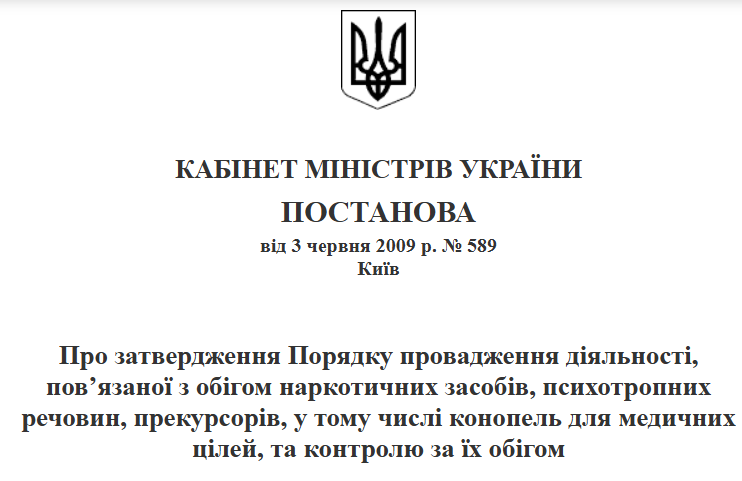 КАБІНЕТ МІНІСТРІВ УКРАЇНИ
ПОСТАНОВА
від 3 червня 2009 р. № 589
Київ
Про затвердження Порядку провадження діяльності,
пов’язаної з обігом наркотичних засобів, психотропних
речовин, прекурсорів, у тому числі конопель для медичних
цілей, та контролю за їх обігом